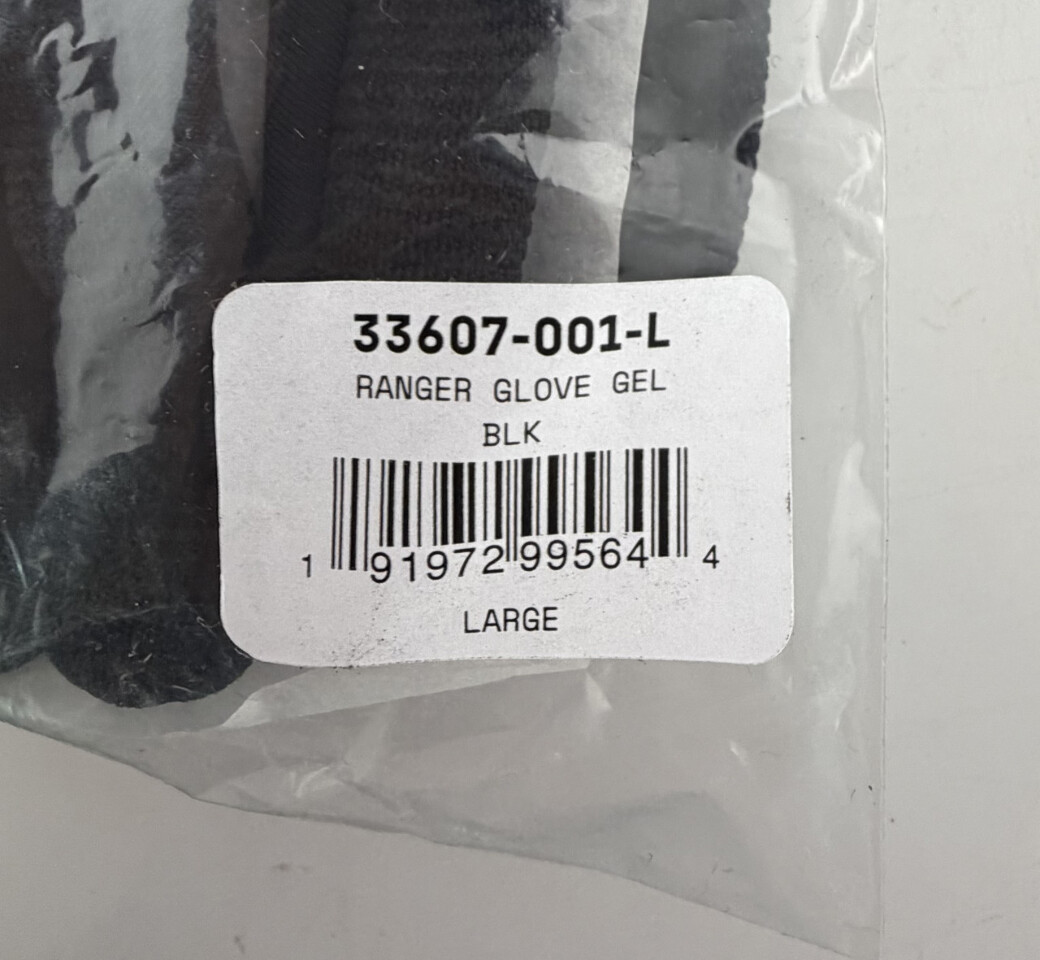 33607-001-L
RANGER GLOVE GEL
BLK
1 91972 99564 4
LARGE